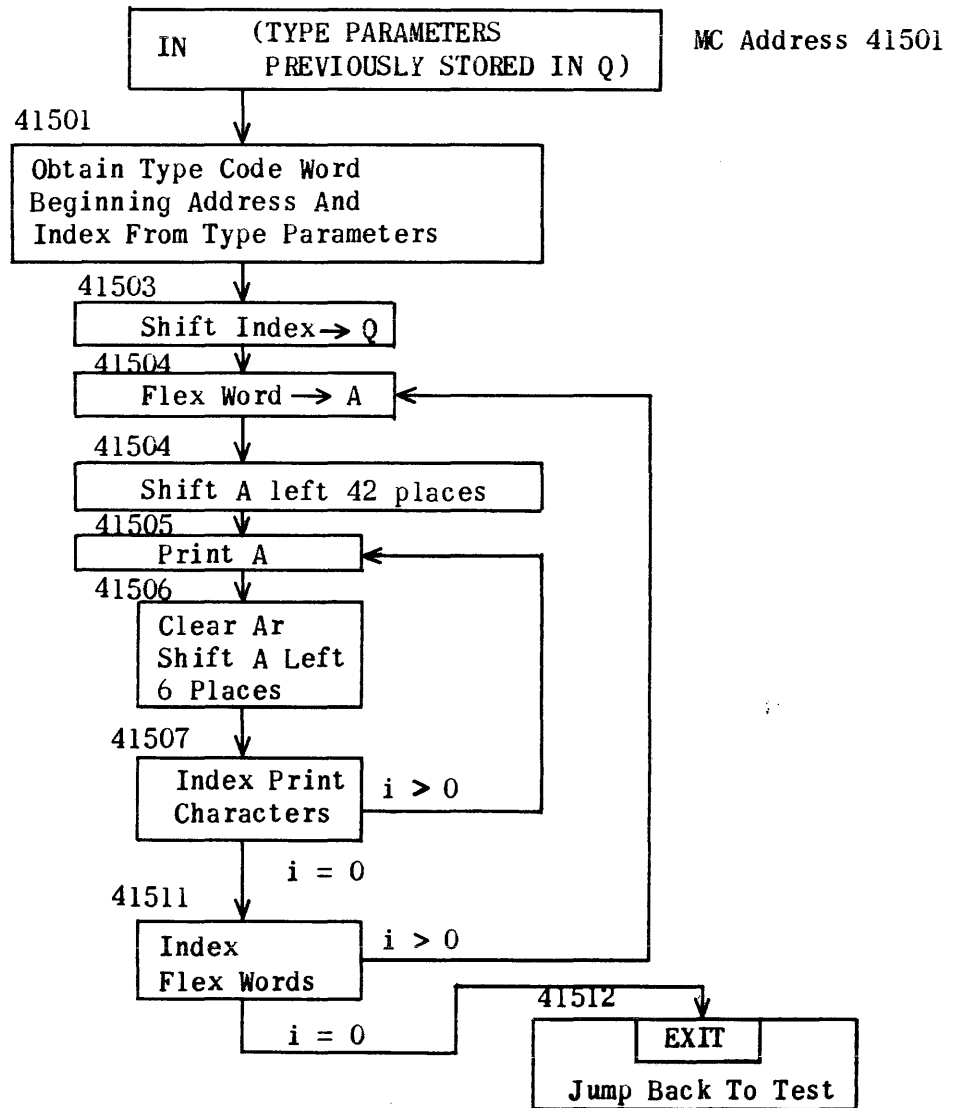 IN (TYPE PARAMETERS
PREVIOUSLY STORED IN Q)
MC Address 41501
41501
Obtain Type Code Word
Beginning Address And
Index From Type Parameters
41503
Shift Index → Q
41504
Flex Word → A
41504
Shift A left 42 places
41505
Print A
41506
Clear Ar
Shift A Left
6 Places
41507
Index Print
Characters
i > 0
i = 0
41511
Index
Flex Words
i > 0
i = 0
41512
EXIT
Jump Back To Test